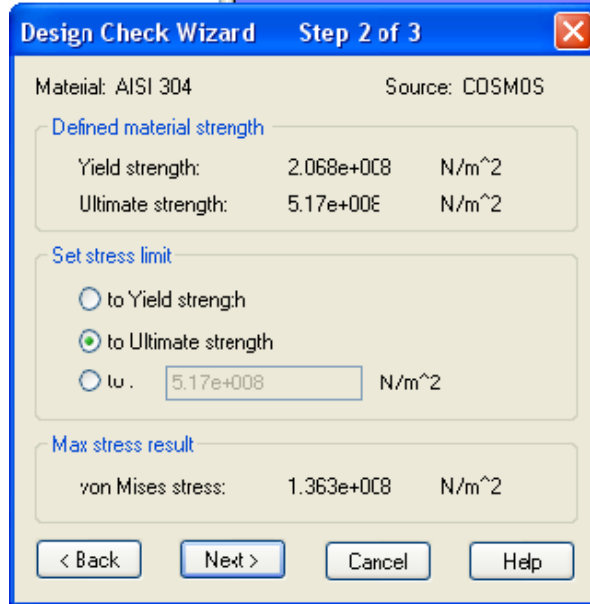 Design Check Wizard Step 2 of 3
Material: AISI 304 Source: COSMOS
Defined material strength
Yield strength: 2.068e+008 N/m^2
Ultimate strength: 5.17e+008 N/m^2
Set stress limit
to Yield strength
to Ultimate strength
to : 5.17e+008 N/m^2
Max stress result
von Mises stress: 1.363e+008 N/m^2
< Back Next > Cancel Help